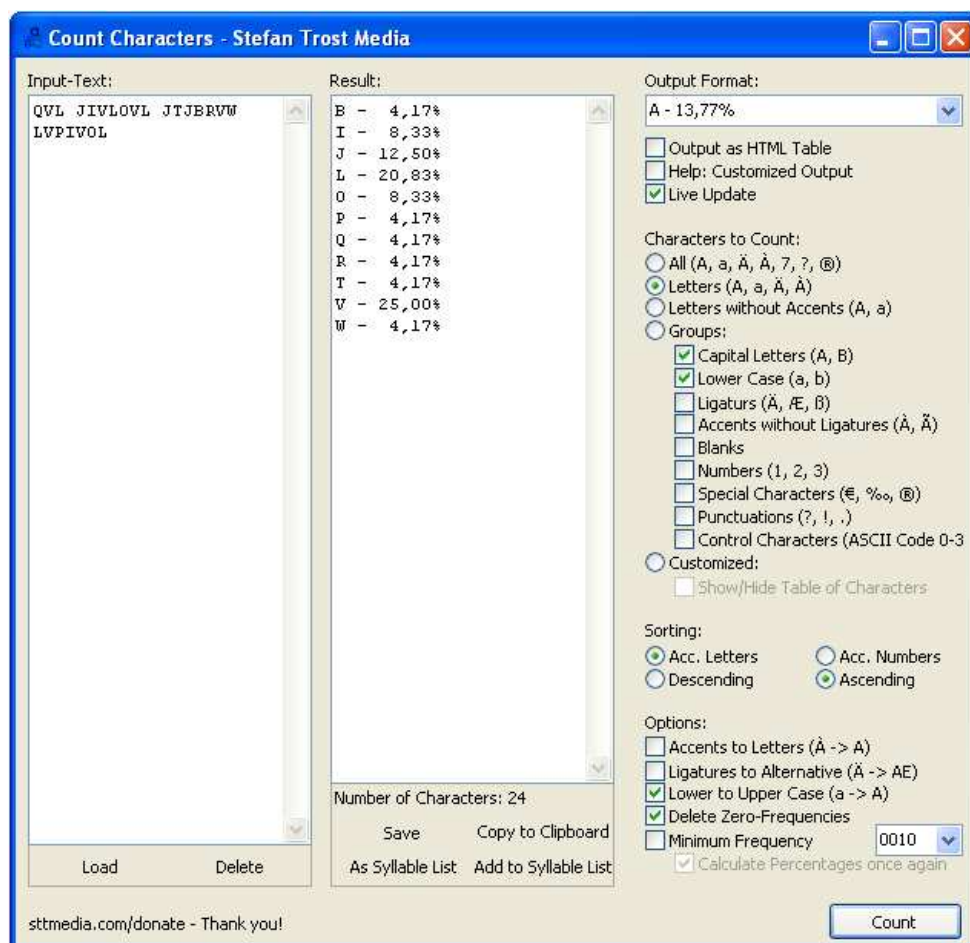 Count Characters - Stefan Trost Media
Input-Text:
QVL JIVLOVL JTJBRVW
LVPIVOL
Load
Delete
Result:
B - 4,17%
I - 8,33%
J - 12,50%
L - 20,83%
O - 8,33%
P - 4,17%
Q - 4,17%
R - 4,17%
T - 4,17%
V - 25,00%
W - 4,17%
Number of Characters: 24
Save
Copy to Clipboard
As Syllable List
Add to Syllable List
Output Format:
A - 13,77%
Output as HTML Table
Help: Customized Output
Live Update
Characters to Count:
All (A, a, Ä, À, 7, ?, ®)
Letters (A, a, Ä, À)
Letters without Accents (A, a)
Groups:
Capital Letters (A, B)
Lower Case (a, b)
Ligaturs (Ä, Æ, ß)
Accents without Ligatures (À, Ã)
Blanks
Numbers (1, 2, 3)
Special Characters (€, ‰, ®)
Punctuations (?, !, .)
Control Characters (ASCII Code 0-3
Customized:
Show/Hide Table of Characters
Sorting:
Acc. Letters
Acc. Numbers
Descending
Ascending
Options:
Accents to Letters (À -> A)
Ligatures to Alternative (Ä -> AE)
Lower to Upper Case (a -> A)
Delete Zero-Frequencies
Minimum Frequency
0010
Calculate Percentages once again
sttmedia.com/donate - Thank you!
Count